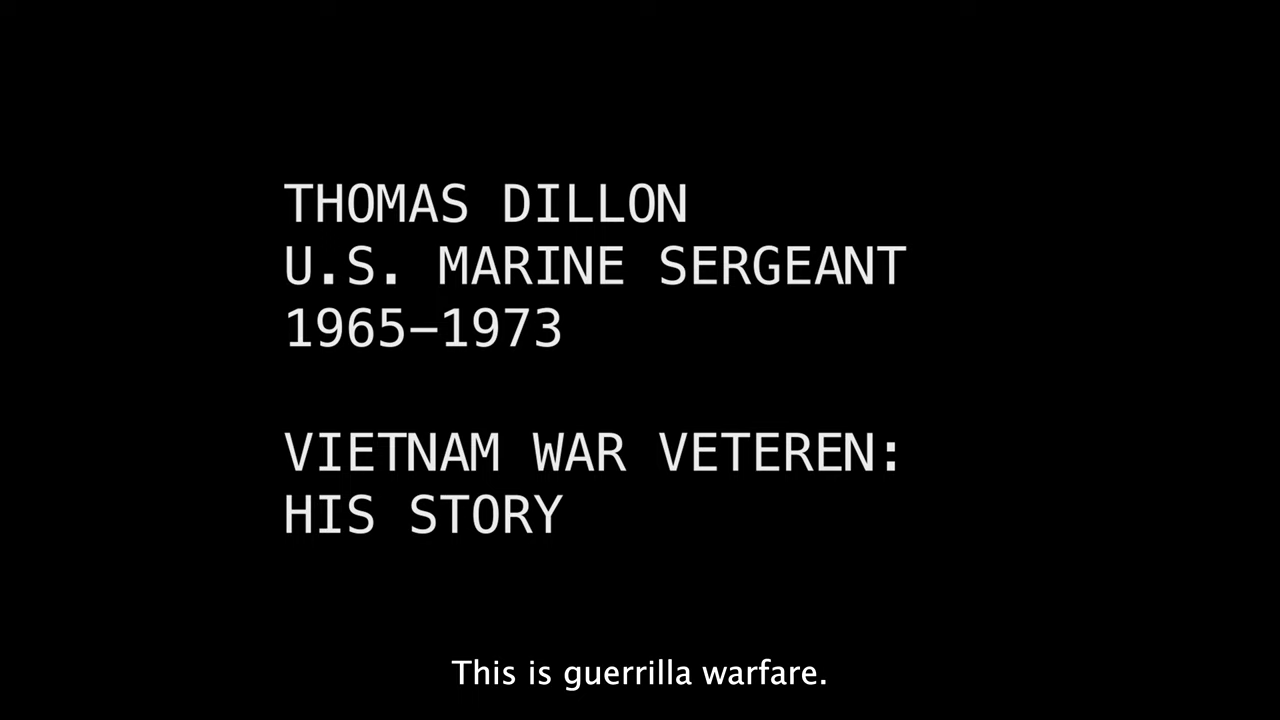 THOMAS DILLON
U.S. MARINE SERGEANT
1965–1973
VIETNAM WAR VETEREN:
HIS STORY
This is guerrilla warfare.